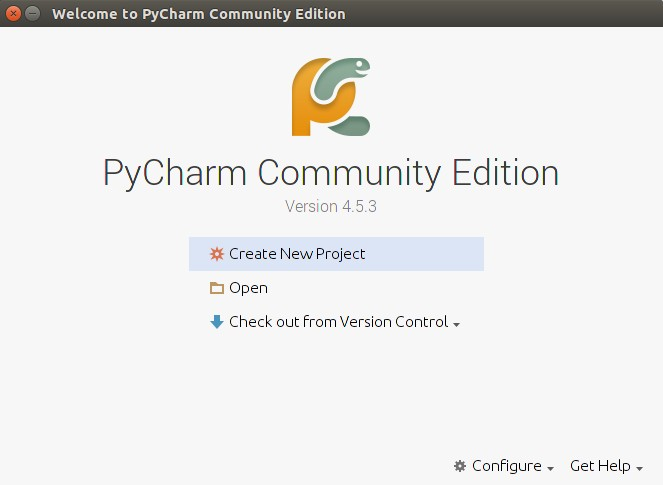 Welcome to PyCharm Community Edition
PyCharm Community Edition
Version 4.5.3
Create New Project
Open
Check out from Version Control
Configure Get Help